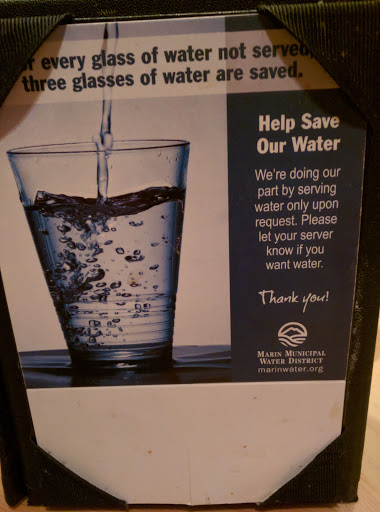 r every glass of water not served,
three glasses of water are saved.
Help Save
Our Water
We're doing our
part by serving
water only upon
request. Please
let your server
know if you
want water.
Thank you!
MARIN MUNICIPAL
WATER DISTRICT
marinwater.org